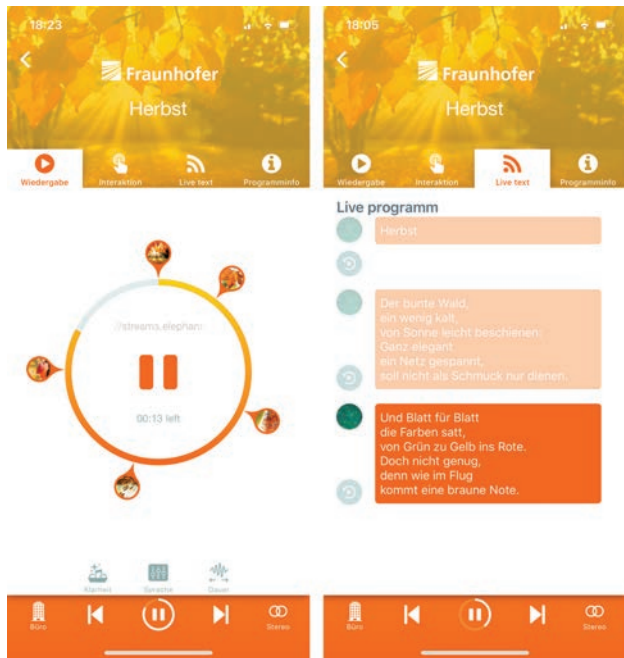 18:23
Fraunhofer
Herbst
Wiedergabe
Interaktion
Live text
Programminfo
//streams.elephan
00:13 left
Klarheit
Sprache
Dauer
Büro
Stereo
18:05
Fraunhofer
Herbst
Wiedergabe
Interaktion
Live text
Programminfo
Live programm
Herbst
Der bunte Wald,
ein wenig kalt,
von Sonne leicht beschienen.
Ganz elegant
ein Netz gespannt,
soll nicht als Schmuck nur dienen.
Und Blatt für Blatt
die Farben satt,
von Grün zu Gelb ins Rote.
Doch nicht genug,
denn wie im Flug
kommt eine braune Note.
Büro
Stereo